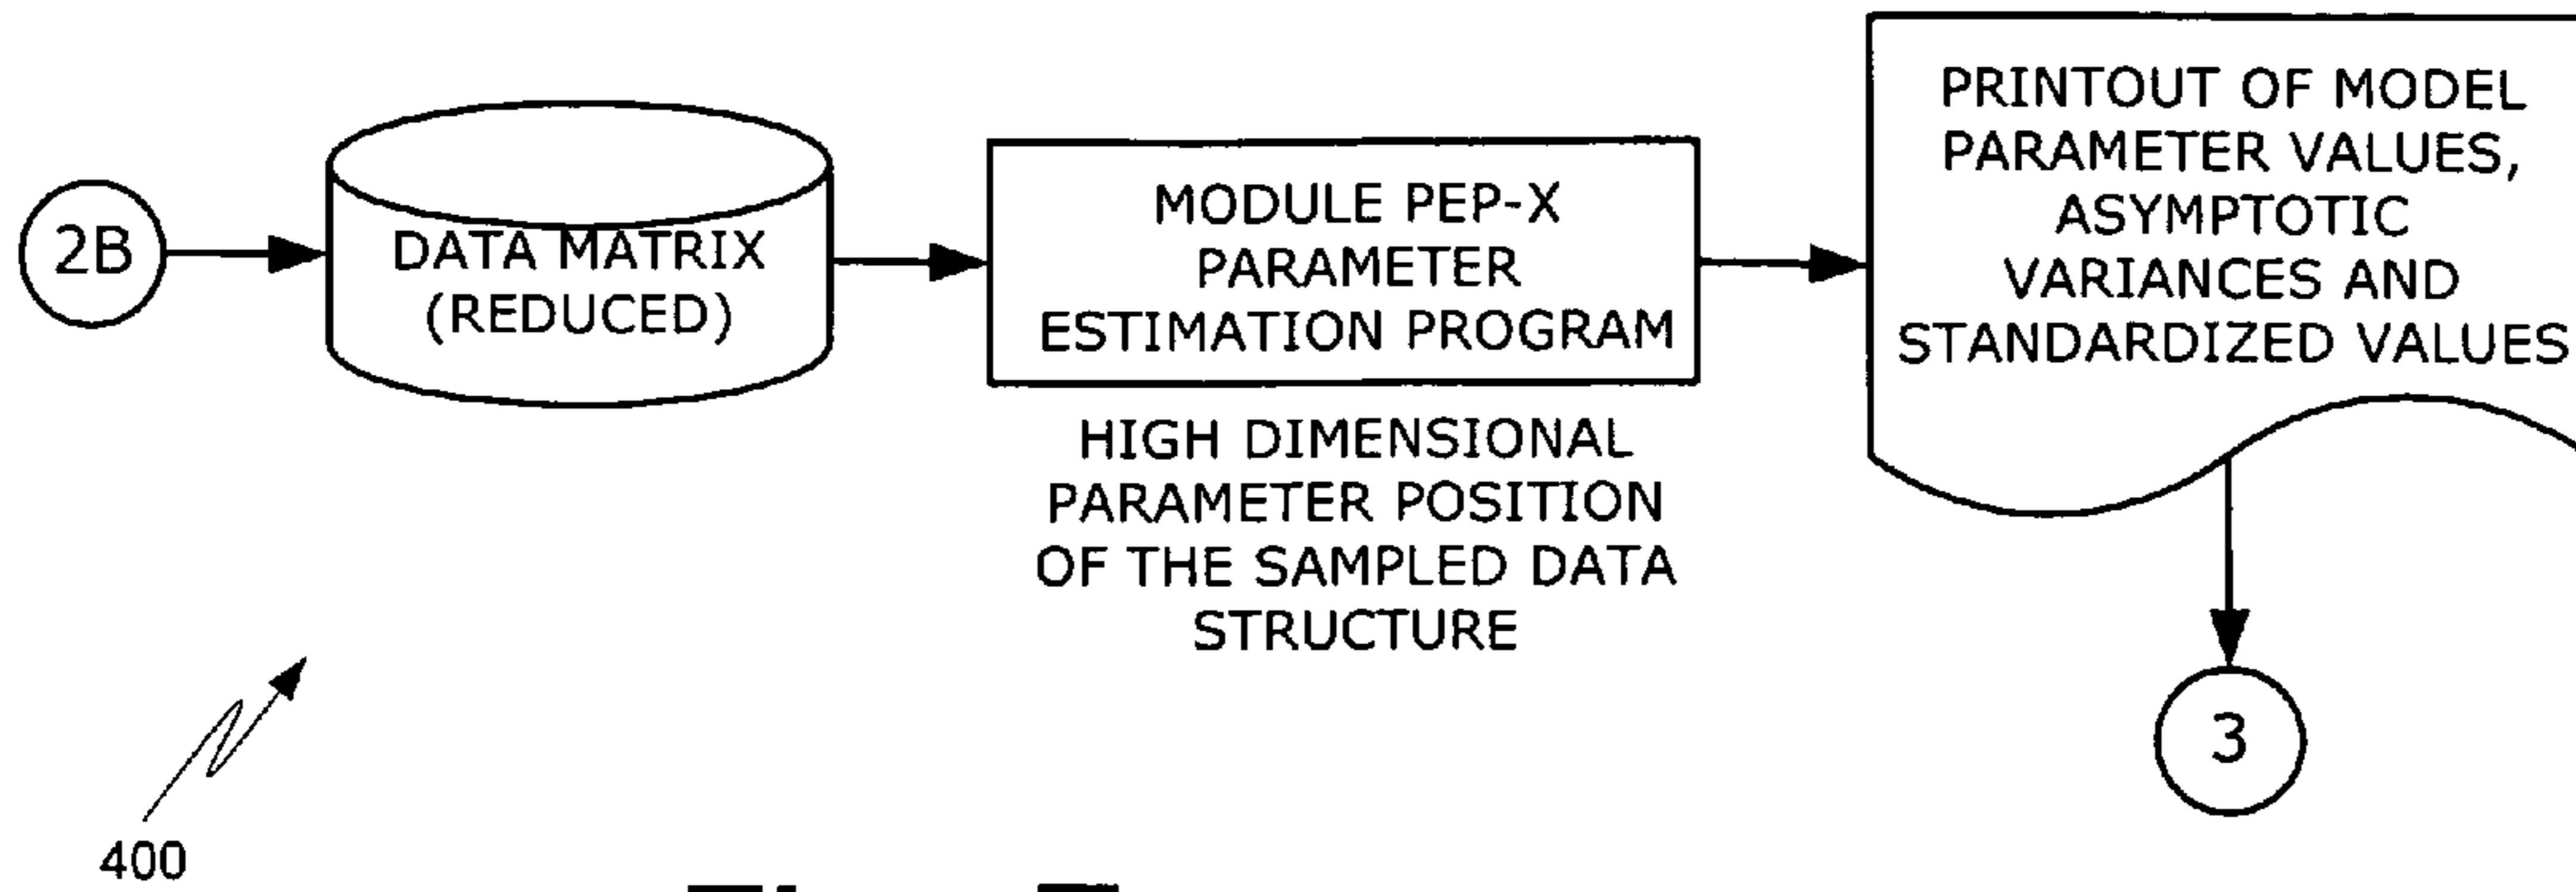 2B
DATA MATRIX
(REDUCED)
MODULE PEP-X
PARAMETER
ESTIMATION PROGRAM
HIGH DIMENSIONAL
PARAMETER POSITION
OF THE SAMPLED DATA
STRUCTURE
PRINTOUT OF MODEL
PARAMETER VALUES,
ASYMPTOTIC
VARIANCES AND
STANDARDIZED VALUES
3
400